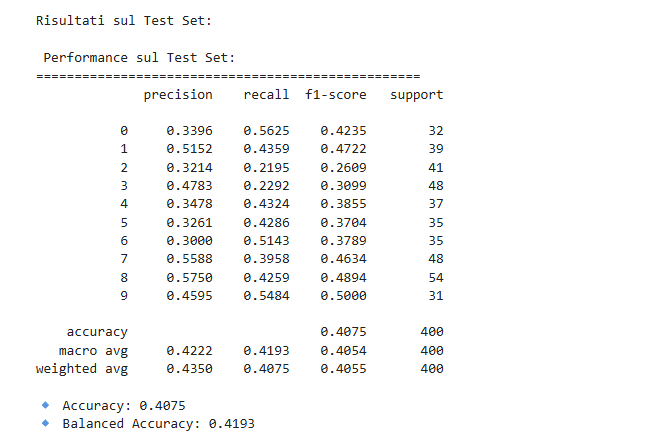 Risultati sul Test Set:
Performance sul Test Set:
==================================================
precision recall f1-score support
0 0.3396 0.5625 0.4235 32
1 0.5152 0.4359 0.4722 39
2 0.3214 0.2195 0.2609 41
3 0.4783 0.2292 0.3099 48
4 0.3478 0.4324 0.3855 37
5 0.3261 0.4286 0.3704 35
6 0.3000 0.5143 0.3789 35
7 0.5588 0.3958 0.4634 48
8 0.5750 0.4259 0.4894 54
9 0.4595 0.5484 0.5000 31
accuracy 0.4075 400
macro avg 0.4222 0.4193 0.4054 400
weighted avg 0.4350 0.4075 0.4055 400
🔹 Accuracy: 0.4075
🔹 Balanced Accuracy: 0.4193